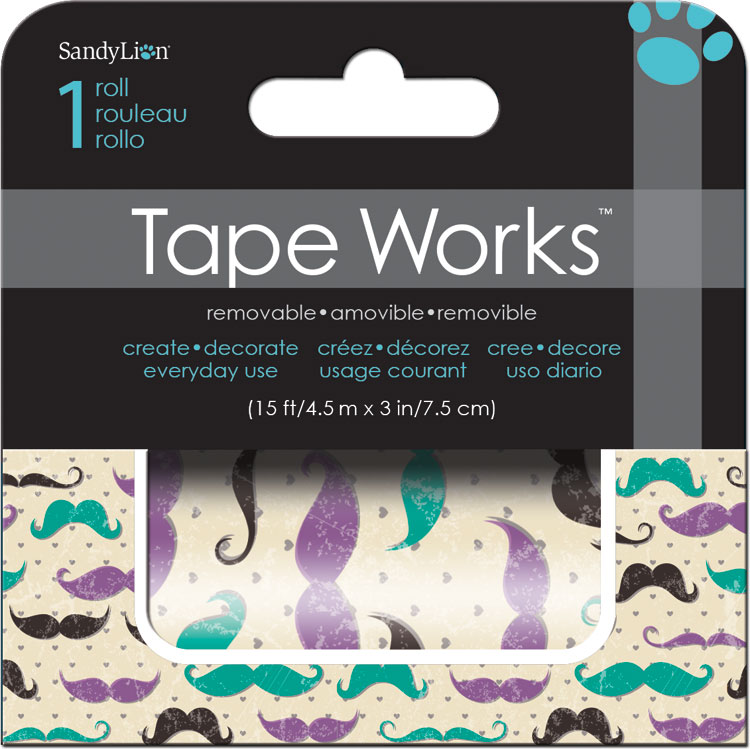 SandyLion®
1 roll
rouleau
rollo
Tape Works™
removable•amovible•removible
create•decorate créez•décorez cree•decore
everyday use usage courant uso diario
(15 ft/4.5 m x 3 in/7.5 cm)